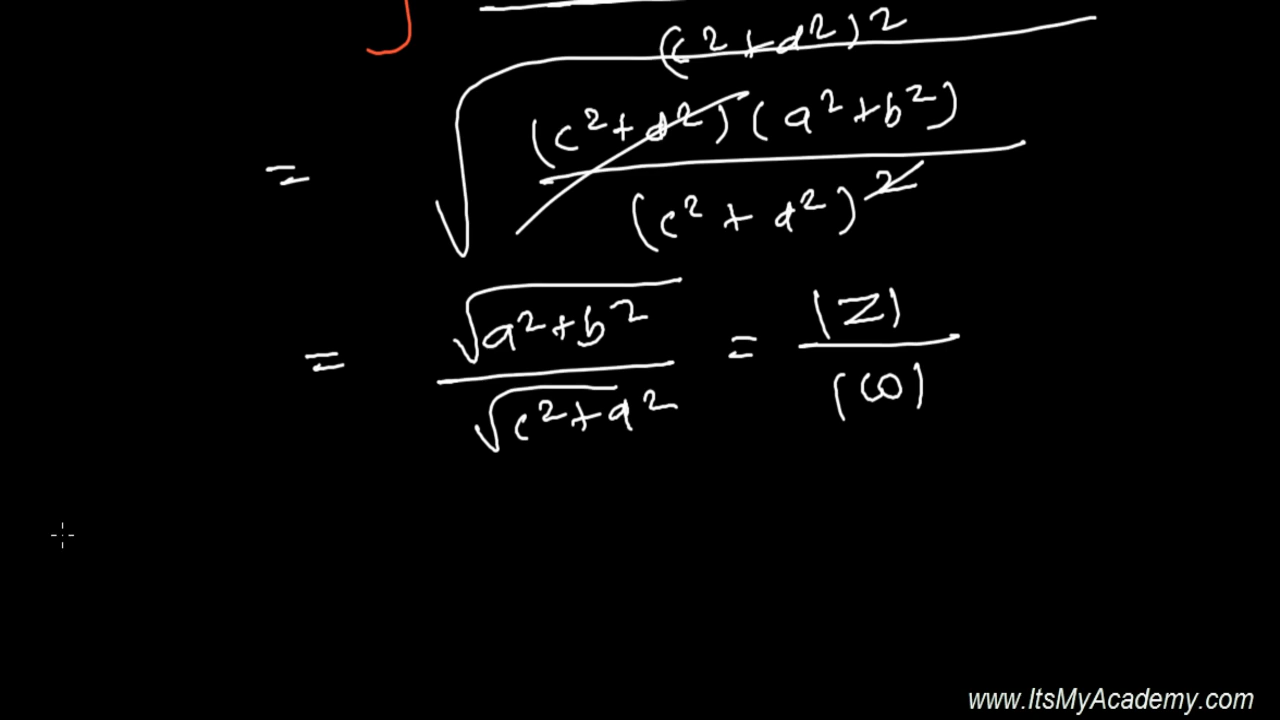 (c²+d²)²
= √((c²+d²)(a²+b²) / (c²+d²)²)
= √(a²+b²) / √(c²+d²) = |z| / |ω|
www.ItsMyAcademy.com